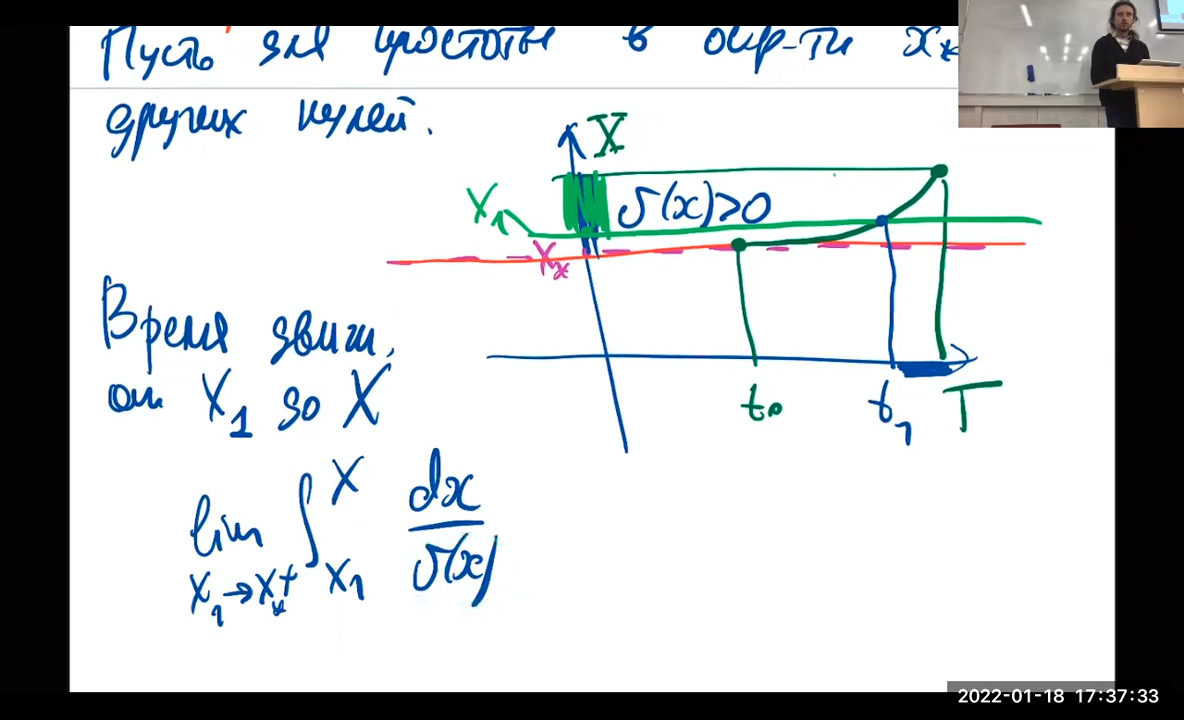 Пусть для простоты в окр-ти x*
других нулей.
X
X₁
v(x)>0
X*
Время движ.
от X₁ до X
t₀
t₁
T
lim ∫ dx
X
v(x)
X₁→X*⁺
X₁
2022-01-18 17:37:33